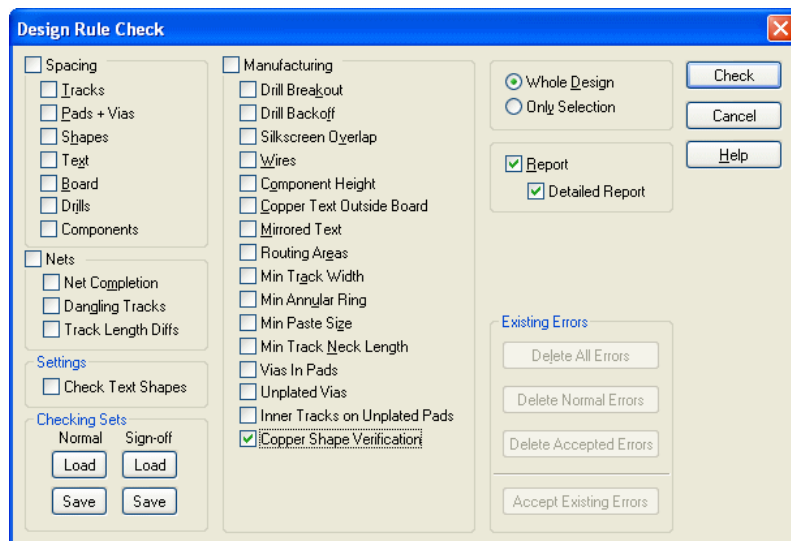 Design Rule Check
Spacing
Tracks
Pads + Vias
Shapes
Text
Board
Drills
Components
Nets
Net Completion
Dangling Tracks
Track Length Diffs
Settings
Check Text Shapes
Checking Sets
Normal Sign-off
Load Load
Save Save
Manufacturing
Drill Breakout
Drill Backoff
Silkscreen Overlap
Wires
Component Height
Copper Text Outside Board
Mirrored Text
Routing Areas
Min Track Width
Min Annular Ring
Min Paste Size
Min Track Neck Length
Vias In Pads
Unplated Vias
Inner Tracks on Unplated Pads
Copper Shape Verification
Whole Design
Only Selection
Report
Detailed Report
Existing Errors
Delete All Errors
Delete Normal Errors
Delete Accepted Errors
Accept Existing Errors
Check
Cancel
Help